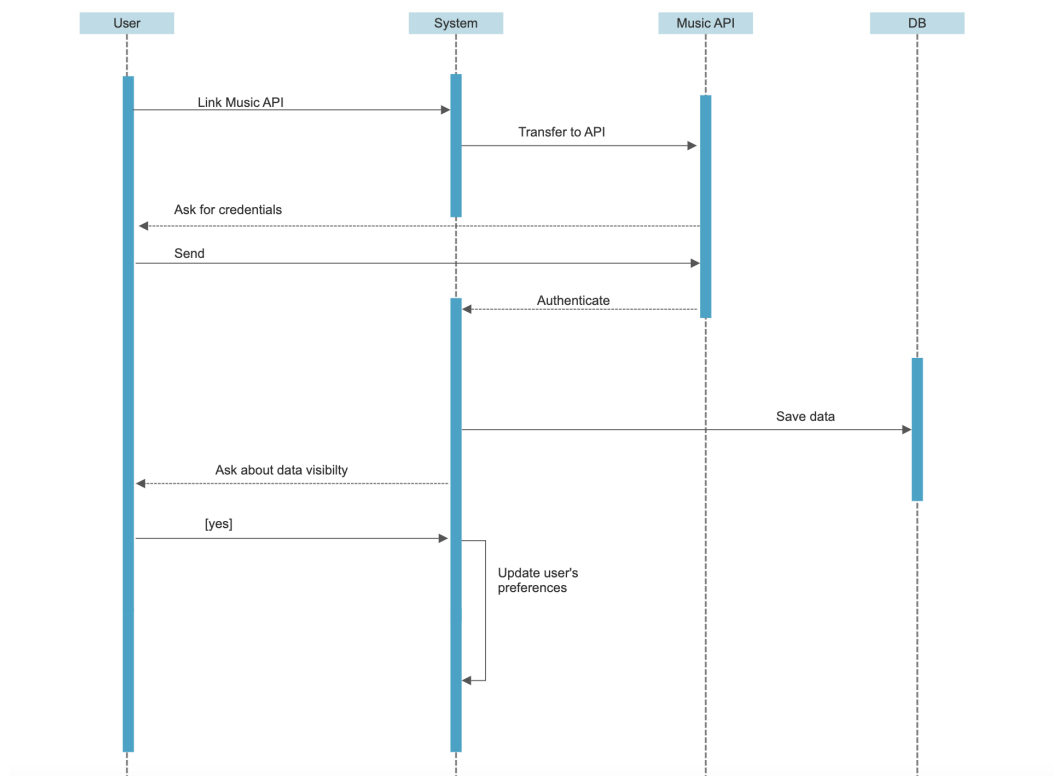 User
System
Music API
DB
Link Music API
Transfer to API
Ask for credentials
Send
Authenticate
Save data
Ask about data visibilty
[yes]
Update user's
preferences